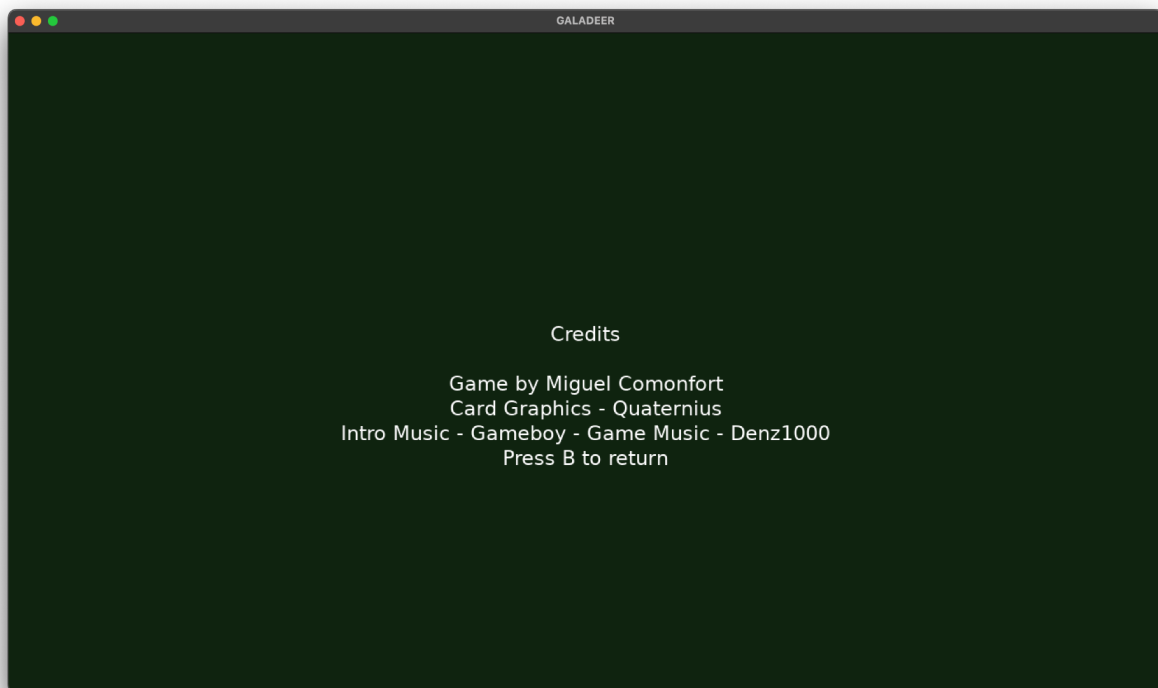 GALADEER
Credits
Game by Miguel Comonfort
Card Graphics - Quaternius
Intro Music - Gameboy - Game Music - Denz1000
Press B to return